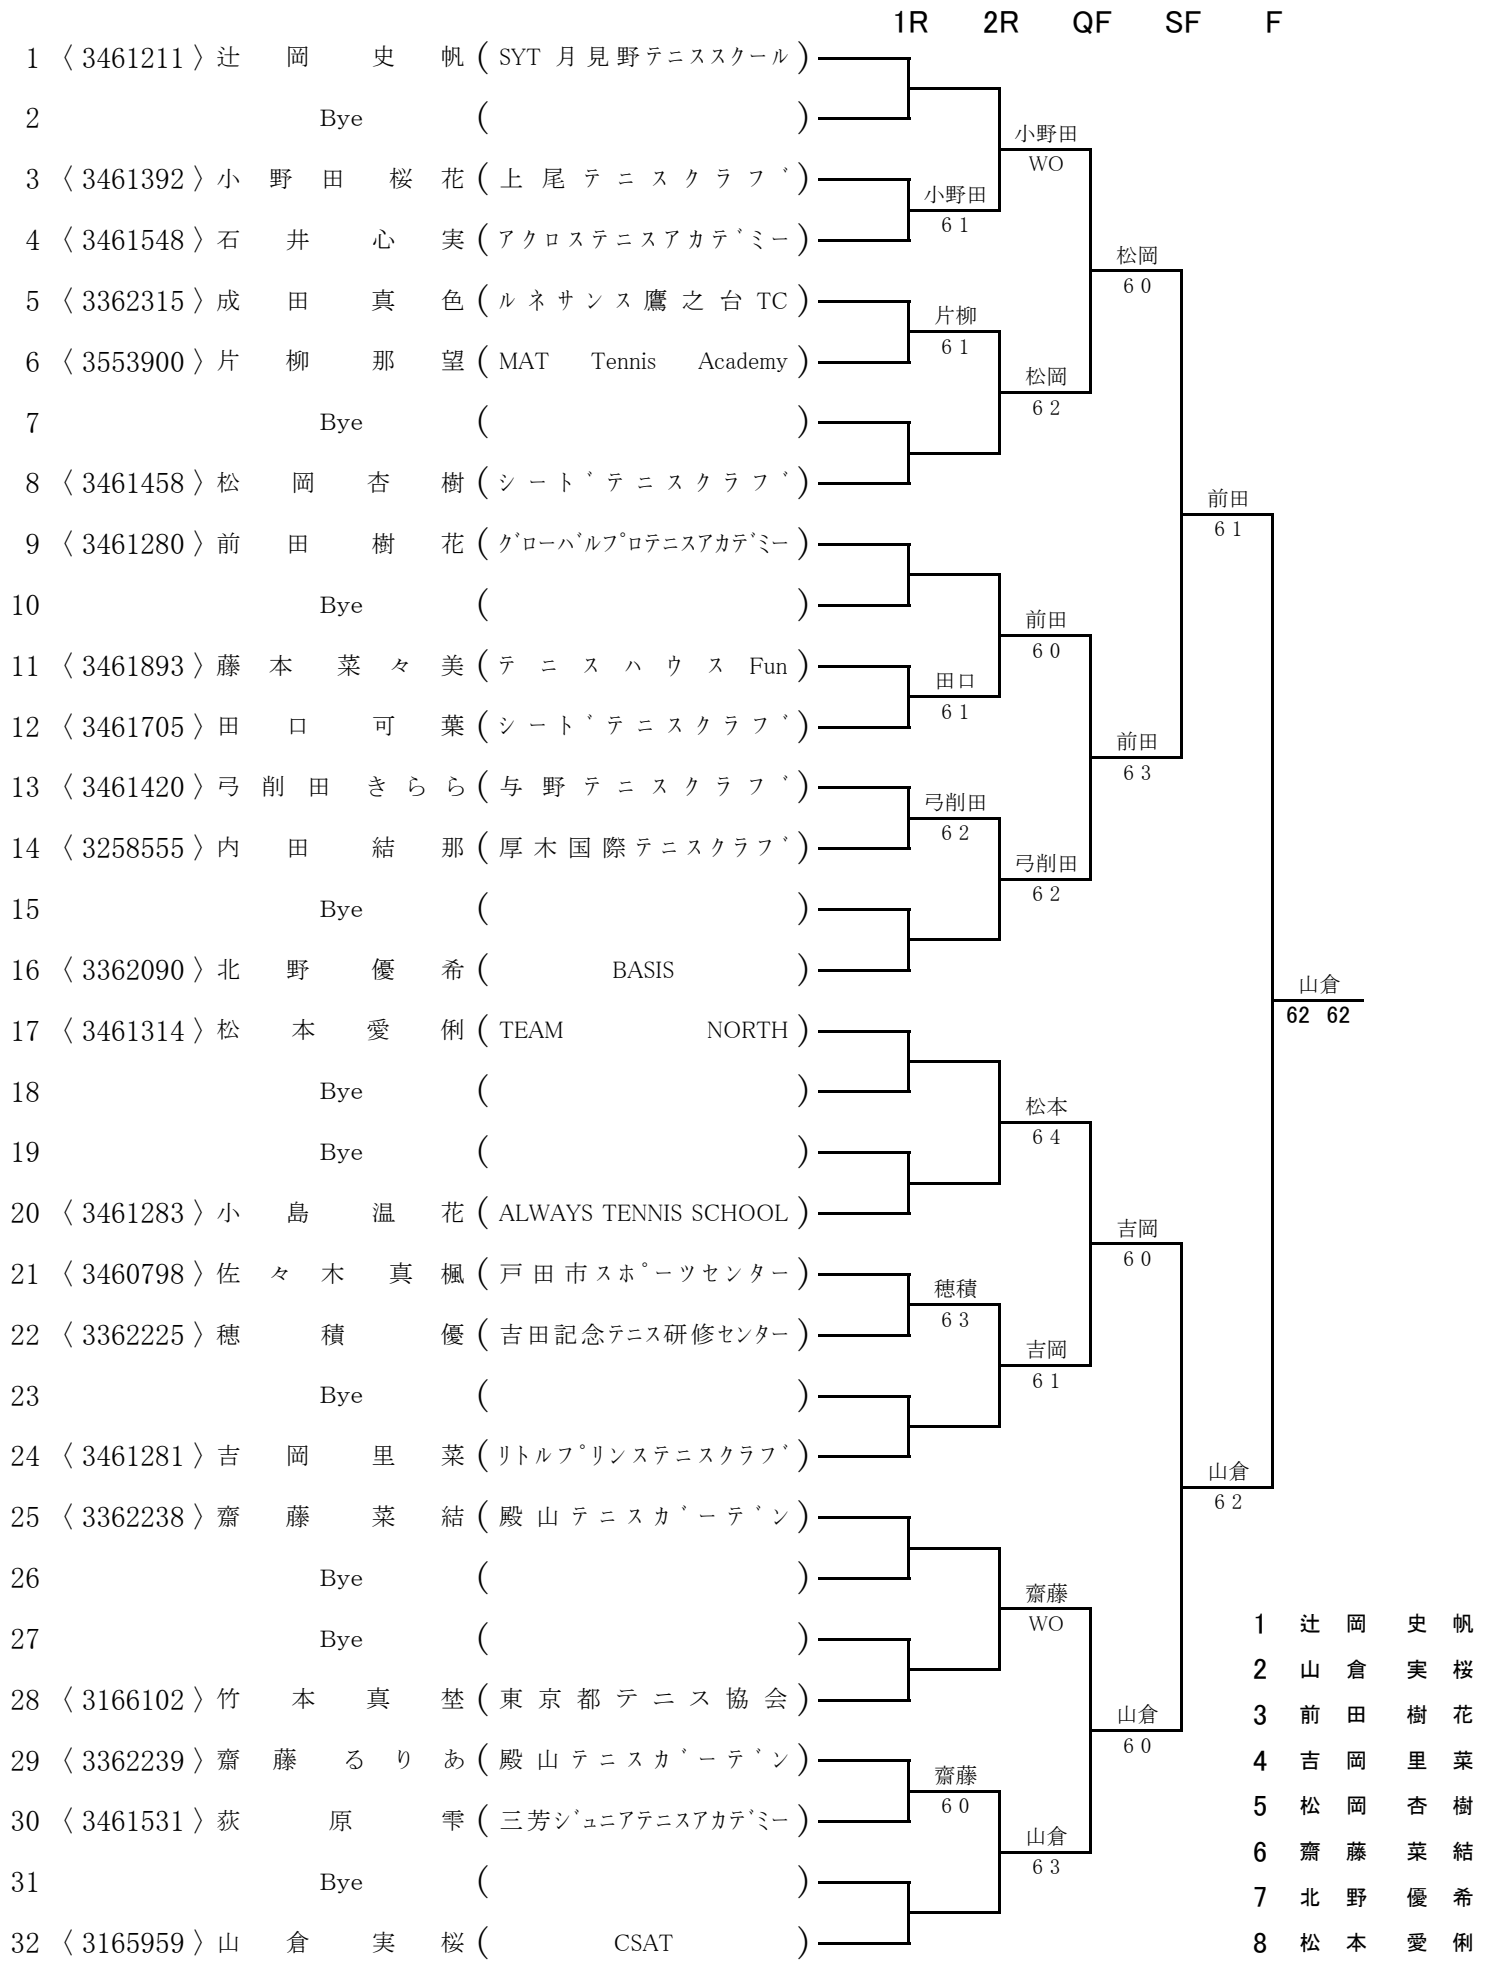 1R 2R QF SF F
1 〈 3461211 〉 辻岡史帆 ( SYT 月見野テニススクール )
2 Bye ( )
小野田
WO
3 〈 3461392 〉 小野田桜花 ( 上尾テニスクラブ )
小野田
6 1
4 〈 3461548 〉 石井心実 ( アクロステニスアカデミー )
松岡
6 0
5 〈 3362315 〉 成田真色 ( ルネサンス鷹之台 TC )
片柳
6 1
6 〈 3553900 〉 片柳那望 ( MAT Tennis Academy )
松岡
6 2
7 Bye ( )
8 〈 3461458 〉 松岡杏樹 ( シードテニスクラブ )
前田
6 1
9 〈 3461280 〉 前田樹花 ( グローバルプロテニスアカデミー )
10 Bye ( )
前田
6 0
11 〈 3461893 〉 藤本菜々美 ( テニスハウス Fun )
田口
6 1
12 〈 3461705 〉 田口可葉 ( シードテニスクラブ )
前田
6 3
13 〈 3461420 〉 弓削田きらら ( 与野テニスクラブ )
弓削田
6 2
14 〈 3258555 〉 内田結那 ( 厚木国際テニスクラブ )
弓削田
6 2
15 Bye ( )
16 〈 3362090 〉 北野優希 ( BASIS )
山倉
62 62
17 〈 3461314 〉 松本愛俐 ( TEAM NORTH )
18 Bye ( )
松本
6 4
19 Bye ( )
20 〈 3461283 〉 小島温花 ( ALWAYS TENNIS SCHOOL )
吉岡
6 0
21 〈 3460798 〉 佐々木真楓 ( 戸田市スポーツセンター )
穂積
6 3
22 〈 3362225 〉 穂積優 ( 吉田記念テニス研修センター )
吉岡
6 1
23 Bye ( )
24 〈 3461281 〉 吉岡里菜 ( リトルプリンステニスクラブ )
山倉
6 2
25 〈 3362238 〉 齋藤菜結 ( 殿山テニスガーデン )
26 Bye ( )
齋藤
WO
27 Bye ( )
28 〈 3166102 〉 竹本真埜 ( 東京都テニス協会 )
山倉
6 0
29 〈 3362239 〉 齋藤るりあ ( 殿山テニスガーデン )
齋藤
6 0
30 〈 3461531 〉 荻原雫 ( 三芳ジュニアテニスアカデミー )
山倉
6 3
31 Bye ( )
32 〈 3165959 〉 山倉実桜 ( CSAT )
1 辻岡 史帆
2 山倉 実桜
3 前田 樹花
4 吉岡 里菜
5 松岡 杏樹
6 齋藤 菜結
7 北野 優希
8 松本 愛俐